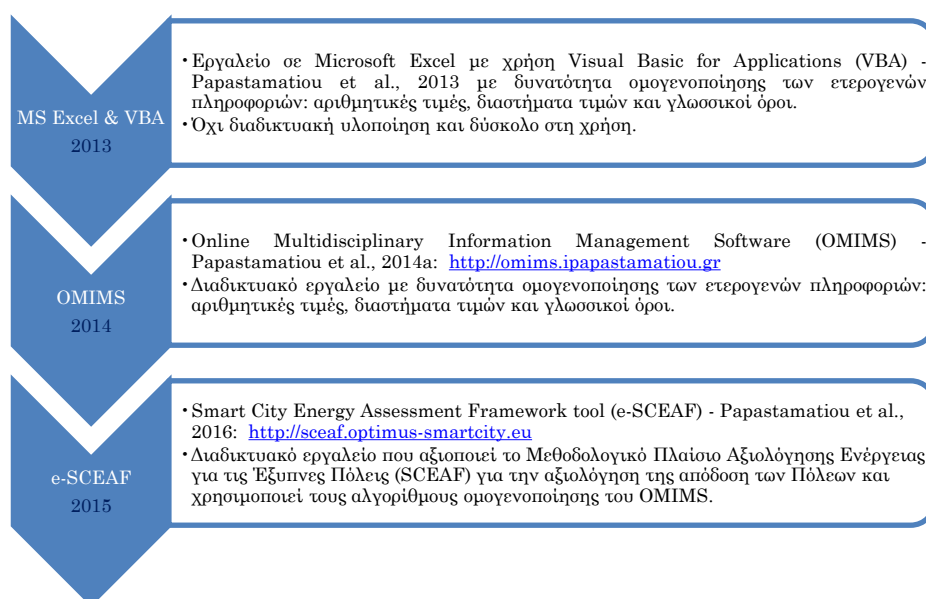 MS Excel & VBA
2013
• Εργαλείο σε Microsoft Excel με χρήση Visual Basic for Applications (VBA) -
Papastamatiou et al., 2013 με δυνατότητα ομογενοποίησης των ετερογενών
πληροφοριών: αριθμητικές τιμές, διαστήματα τιμών και γλωσσικοί όροι.
• Όχι διαδικτυακή υλοποίηση και δύσκολο στη χρήση.
OMIMS
2014
• Online Multidisciplinary Information Management Software (OMIMS) -
Papastamatiou et al., 2014a: http://omims.ipapastamatiou.gr
• Διαδικτυακό εργαλείο με δυνατότητα ομογενοποίησης των ετερογενών πληροφοριών:
αριθμητικές τιμές, διαστήματα τιμών και γλωσσικοί όροι.
e-SCEAF
2015
• Smart City Energy Assessment Framework tool (e-SCEAF) - Papastamatiou et al.,
2016: http://sceaf.optimus-smartcity.eu
• Διαδικτυακό εργαλείο που αξιοποιεί το Μεθοδολογικό Πλαίσιο Αξιολόγησης Ενέργειας
για τις Έξυπνες Πόλεις (SCEAF) για την αξιολόγηση της απόδοση των Πόλεων και
χρησιμοποιεί τους αλγορίθμους ομογενοποίησης του OMIMS.